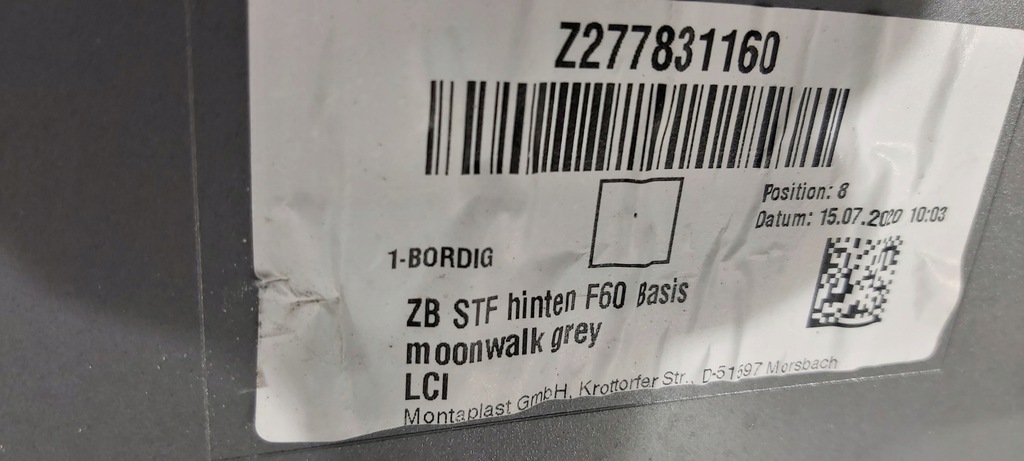 Z277831160
Position: 8
Datum: 15.07.2020 10:03
1-BORDIG
ZB STF hinten F60 Basis
moonwalk grey
LCI
Montaplast GmbH, Krottorfer Str., D-51597 Morsbach